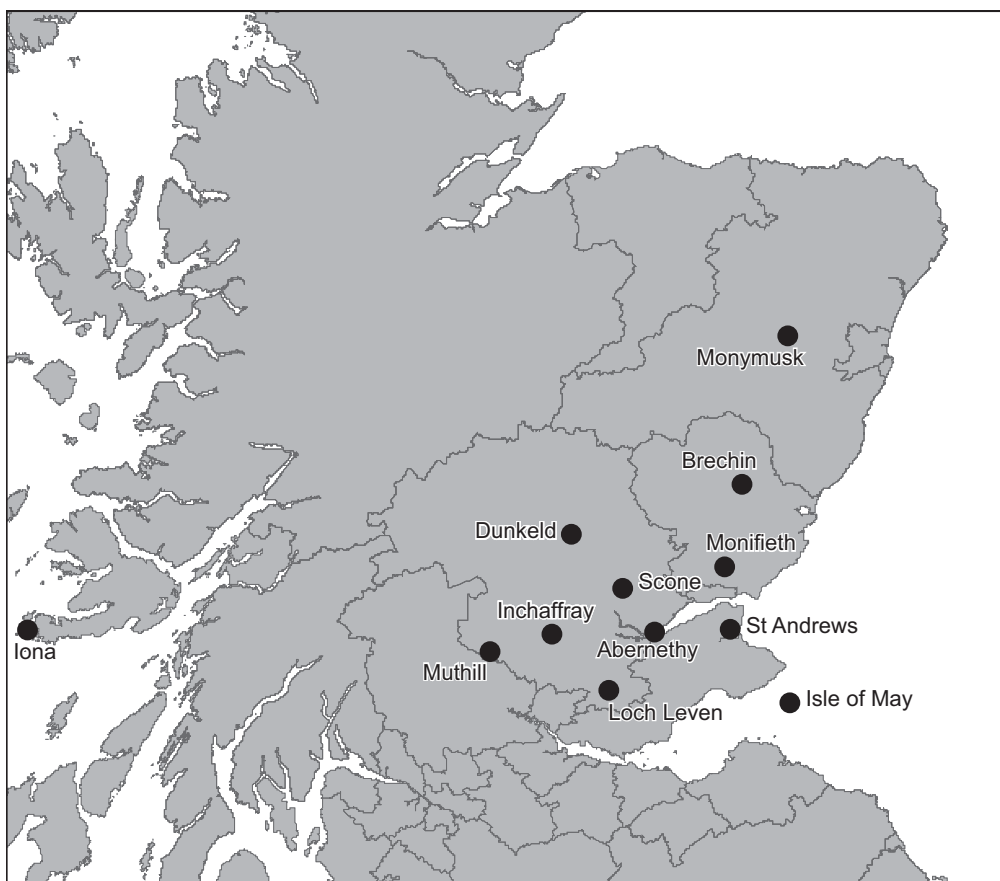 Monymusk
Brechin
Dunkeld
Monifieth
Scone
Inchaffray
St Andrews
Iona
Abernethy
Muthill
Isle of May
Loch Leven